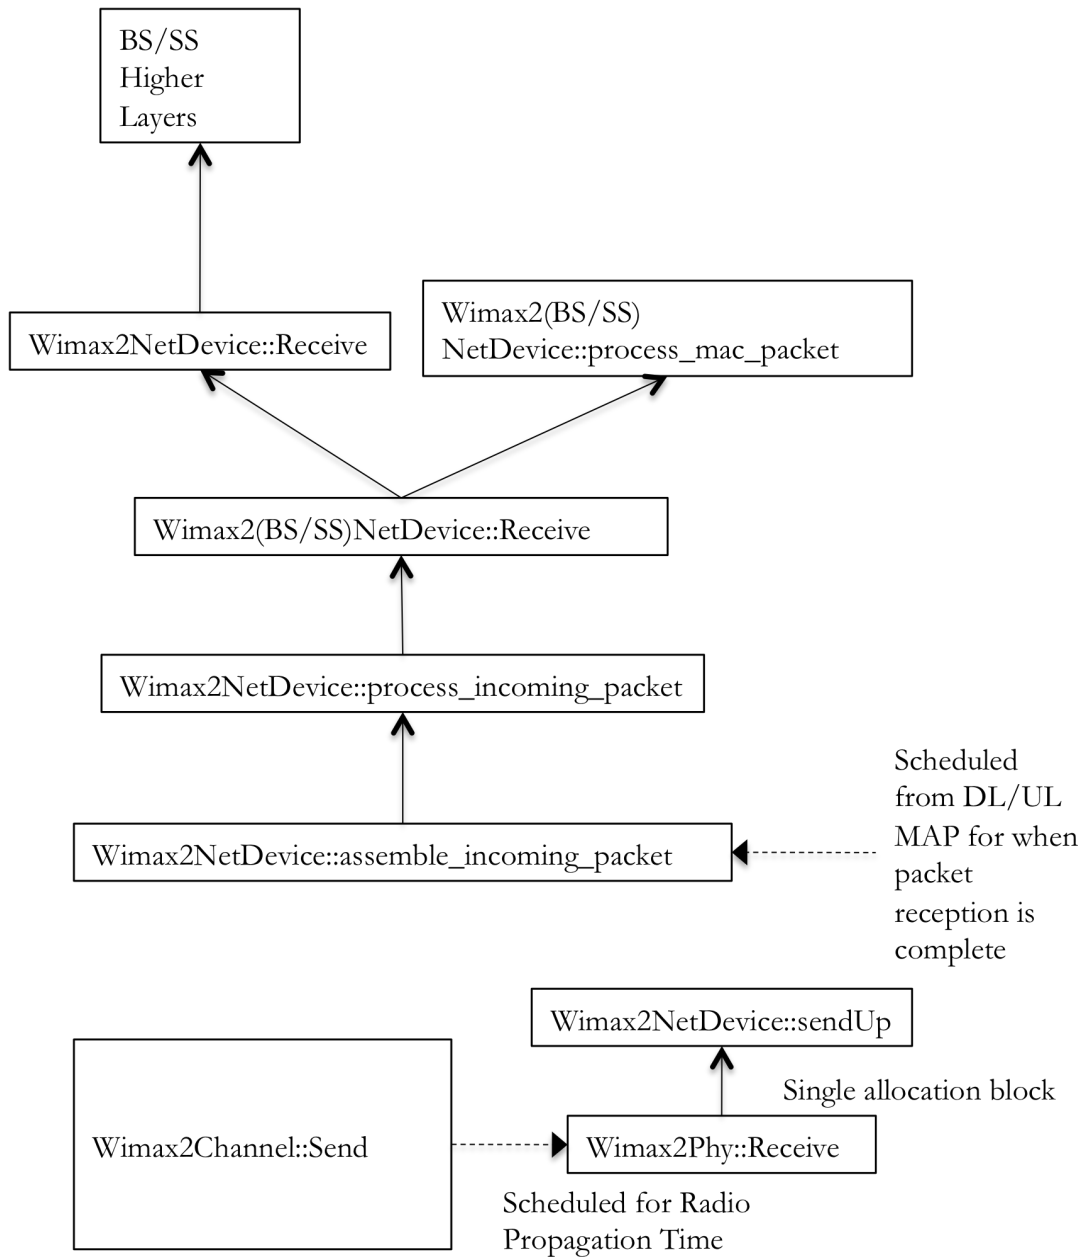 BS/SS
Higher
Layers
Wimax2(BS/SS)
NetDevice::process_mac_packet
Wimax2NetDevice::Receive
Wimax2(BS/SS)NetDevice::Receive
Wimax2NetDevice::process_incoming_packet
Scheduled
from DL/UL
MAP for when
packet
reception is
complete
Wimax2NetDevice::assemble_incoming_packet
Wimax2NetDevice::sendUp
Single allocation block
Wimax2Channel::Send
Wimax2Phy::Receive
Scheduled for Radio
Propagation Time